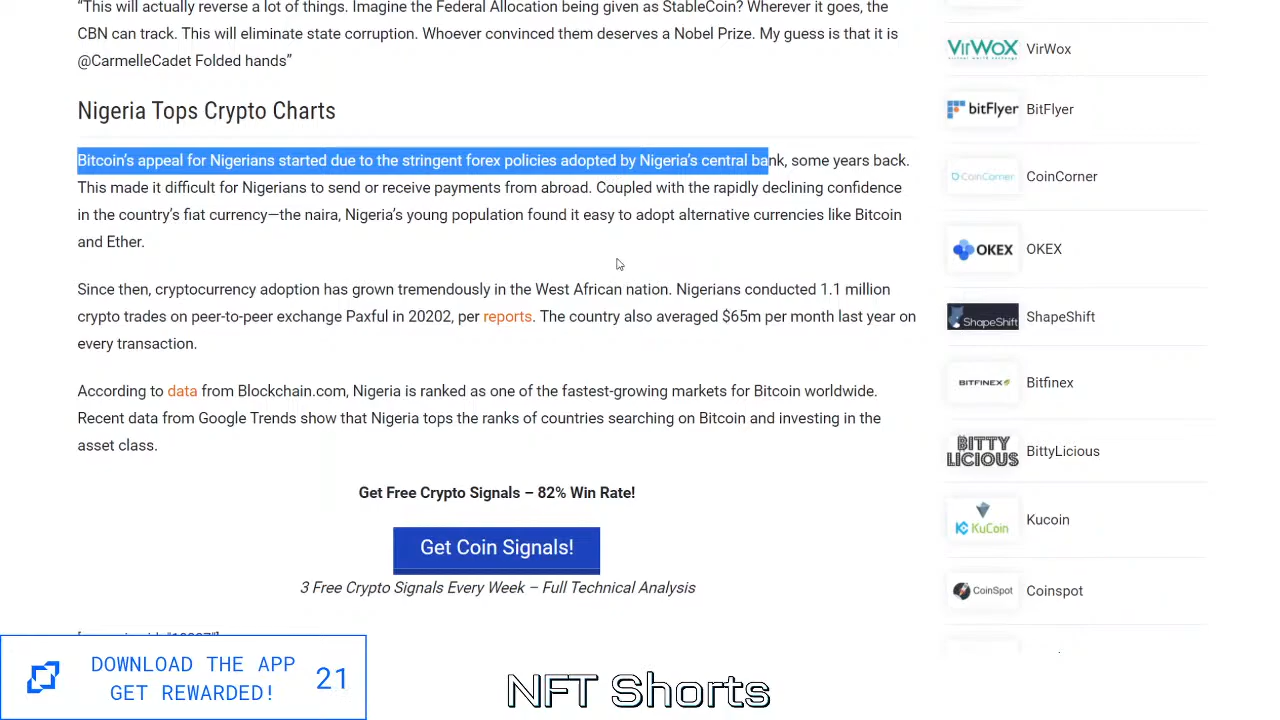 “This will actually reverse a lot of things. Imagine the Federal Allocation being given as StableCoin? Wherever it goes, the
CBN can track. This will eliminate state corruption. Whoever convinced them deserves a Nobel Prize. My guess is that it is
@CarmelleCadet Folded hands”
Nigeria Tops Crypto Charts
Bitcoin’s appeal for Nigerians started due to the stringent forex policies adopted by Nigeria’s central bank, some years back.
This made it difficult for Nigerians to send or receive payments from abroad. Coupled with the rapidly declining confidence
in the country’s fiat currency—the naira, Nigeria’s young population found it easy to adopt alternative currencies like Bitcoin
and Ether.
Since then, cryptocurrency adoption has grown tremendously in the West African nation. Nigerians conducted 1.1 million
crypto trades on peer-to-peer exchange Paxful in 20202, per reports. The country also averaged $65m per month last year on
every transaction.
According to data from Blockchain.com, Nigeria is ranked as one of the fastest-growing markets for Bitcoin worldwide.
Recent data from Google Trends show that Nigeria tops the ranks of countries searching on Bitcoin and investing in the
asset class.
Get Free Crypto Signals – 82% Win Rate!
Get Coin Signals!
3 Free Crypto Signals Every Week – Full Technical Analysis
VirWoX VirWox
bitFlyer BitFlyer
CoinCorner CoinCorner
OKEX OKEX
ShapeShift ShapeShift
BITFINEX Bitfinex
BITTY LICIOUS BittyLicious
KuCoin Kucoin
CoinSpot Coinspot
DOWNLOAD THE APP
GET REWARDED!
21
NFT Shorts